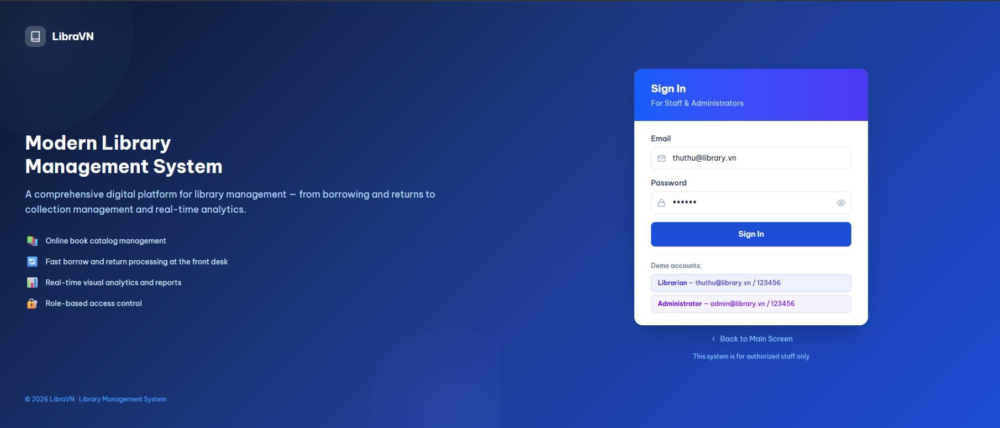 LibraVN
Modern Library
Management System
A comprehensive digital platform for library management — from borrowing and returns to
collection management and real-time analytics.
Online book catalog management
Fast borrow and return processing at the front desk
Real-time visual analytics and reports
Role-based access control
© 2026 LibraVN · Library Management System
Sign In
For Staff & Administrators
Email
thuthu@library.vn
Password
••••••
Sign In
Demo accounts:
Librarian — thuthu@library.vn / 123456
Administrator — admin@library.vn / 123456
‹ Back to Main Screen
This system is for authorized staff only